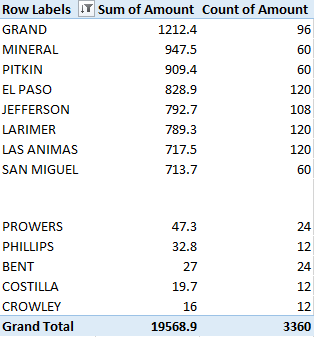 Row Labels Sum of Amount Count of Amount
GRAND 1212.4 96
MINERAL 947.5 60
PITKIN 909.4 60
EL PASO 828.9 120
JEFFERSON 792.7 108
LARIMER 789.3 120
LAS ANIMAS 717.5 120
SAN MIGUEL 713.7 60
PROWERS 47.3 24
PHILLIPS 32.8 12
BENT 27 24
COSTILLA 19.7 12
CROWLEY 16 12
Grand Total 19568.9 3360